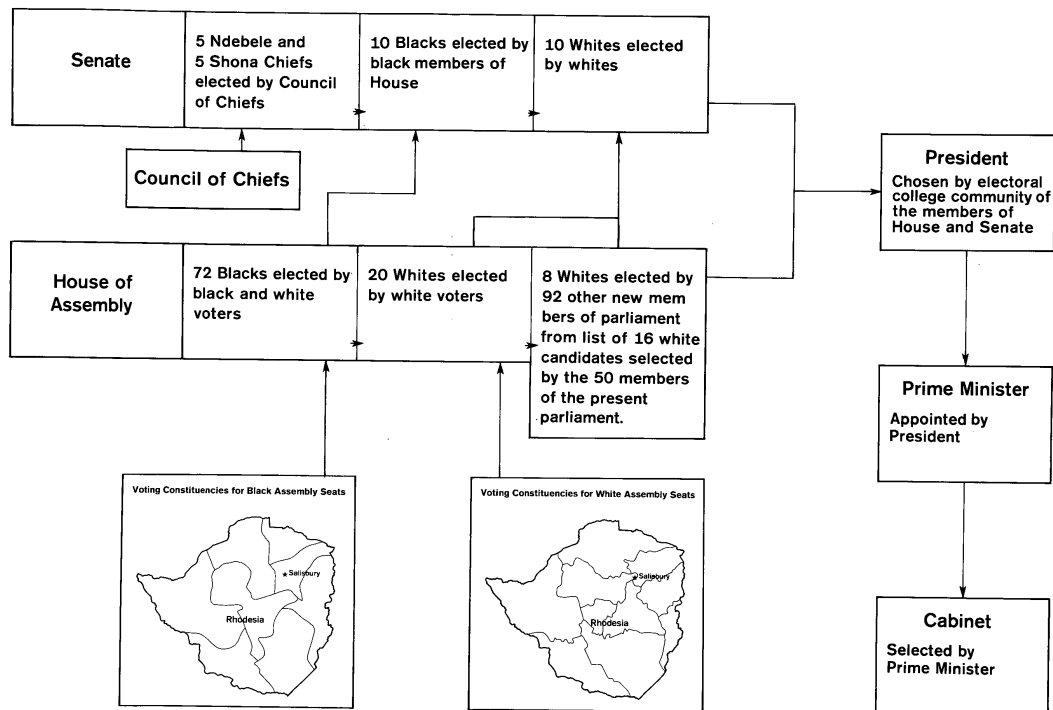 Senate
5 Ndebele and
5 Shona Chiefs
elected by Council
of Chiefs
10 Blacks elected by
black members of
House
10 Whites elected
by whites
Council of Chiefs
President
Chosen by electoral
college community of
the members of
House and Senate
House of
Assembly
72 Blacks elected by
black and white
voters
20 Whites elected
by white voters
8 Whites elected by
92 other new mem
bers of parliament
from list of 16 white
candidates selected
by the 50 members
of the present
parliament.
Prime Minister
Appointed by
President
Voting Constituencies for Black Assembly Seats
Salisbury
Rhodesia
Voting Constituencies for White Assembly Seats
Salisbury
Rhodesia
Cabinet
Selected by
Prime Minister